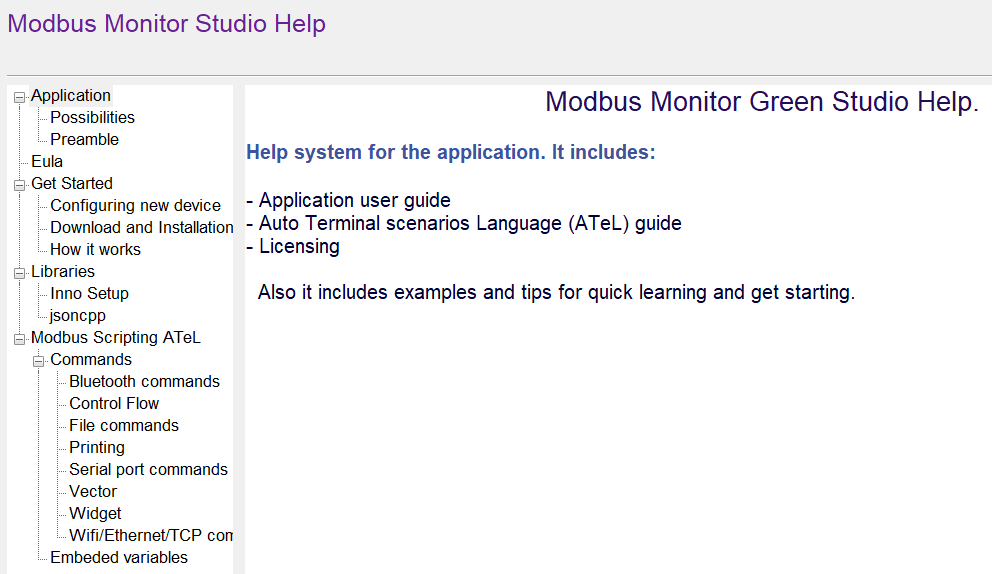 Modbus Monitor Studio Help
Application
Possibilities
Preamble
Eula
Get Started
Configuring new device
Download and Installation
How it works
Libraries
Inno Setup
jsoncpp
Modbus Scripting ATeL
Commands
Bluetooth commands
Control Flow
File commands
Printing
Serial port commands
Vector
Widget
Wifi/Ethernet/TCP com
Embeded variables
Modbus Monitor Green Studio Help.
Help system for the application. It includes:
- Application user guide
- Auto Terminal scenarios Language (ATeL) guide
- Licensing
Also it includes examples and tips for quick learning and get starting.